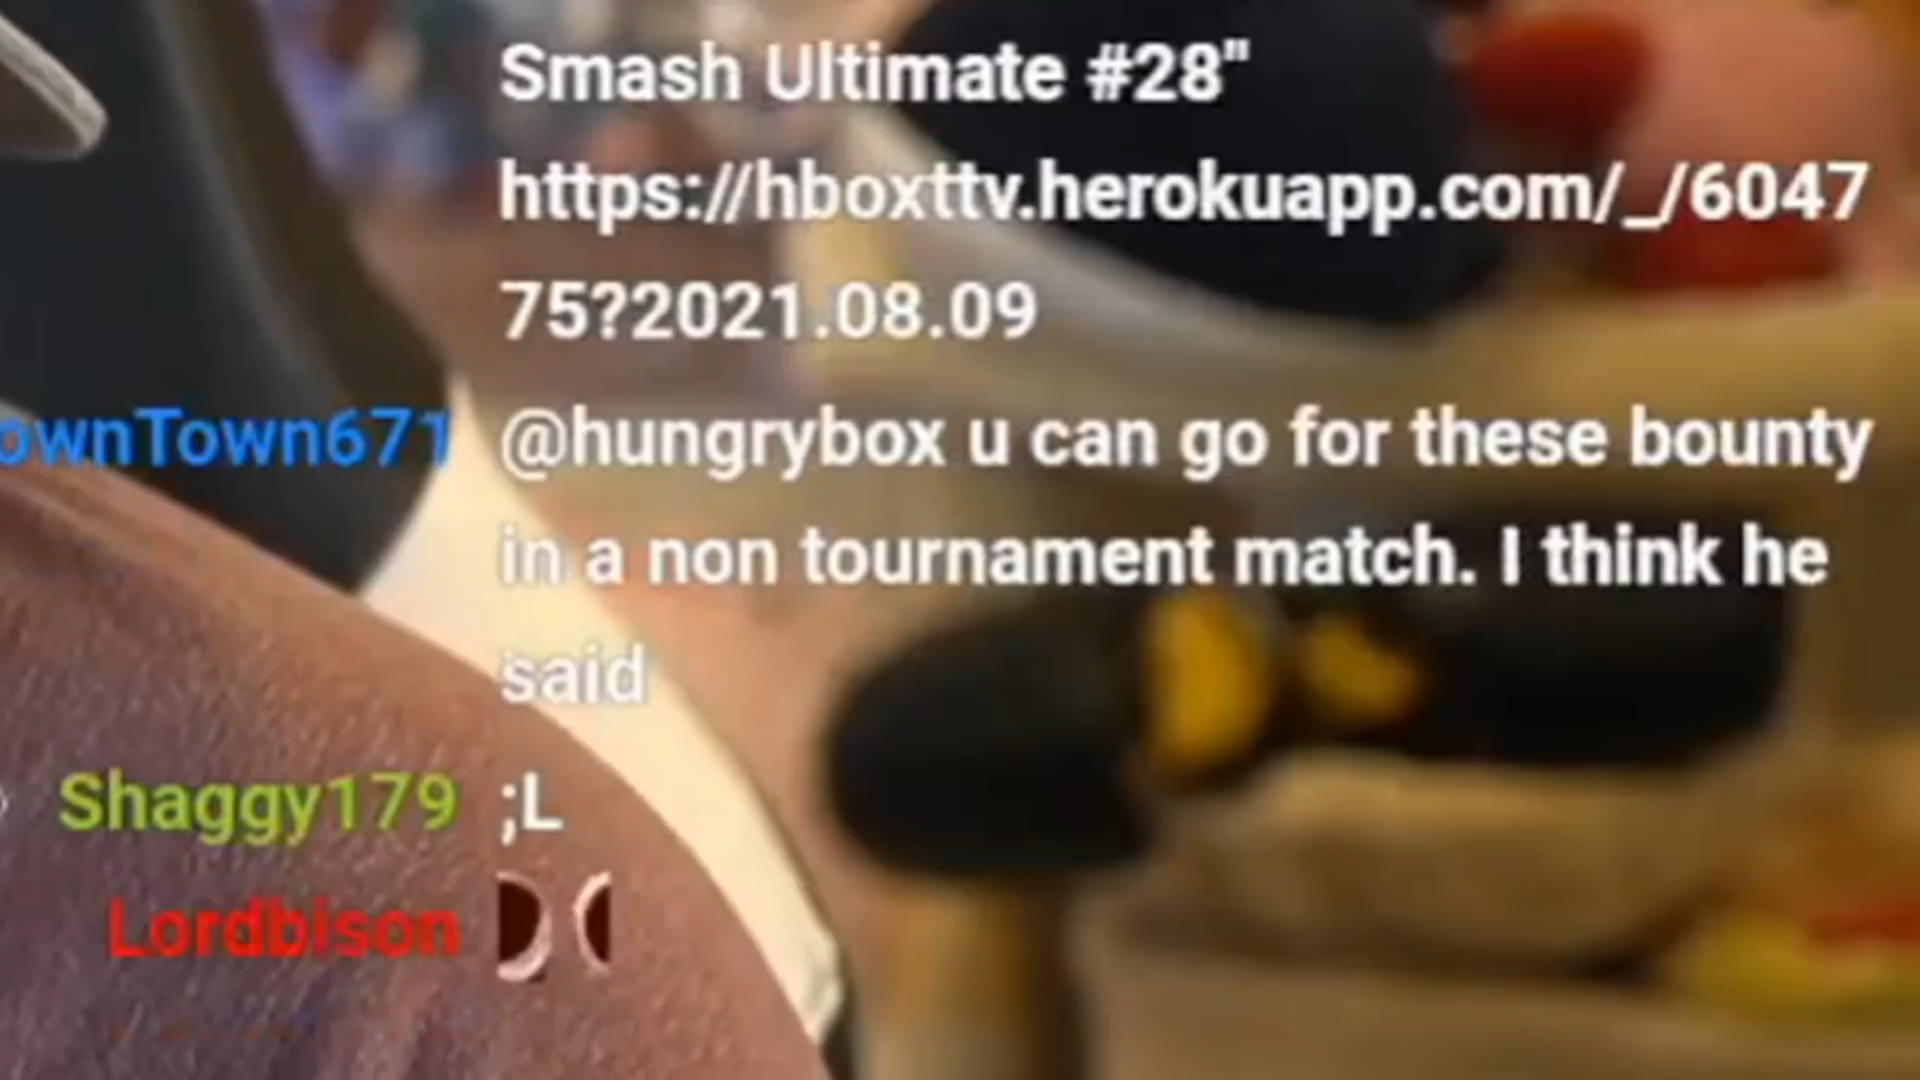 Smash Ultimate #28"
https://hboxttv.herokuapp.com/_/6047
75?2021.08.09
ownTown671 @hungrybox u can go for these bounty
in a non tournament match. I think he
said
Shaggy179 ;L
Lordbison